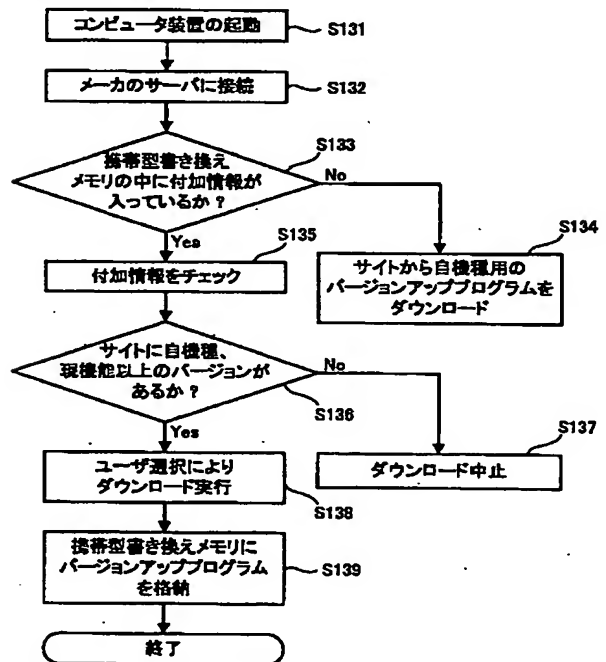 コンピュータ装置の起動
S131
メーカのサーバに接続
S132
携帯型書き換え
メモリの中に付加情報が
入っているか？
S133
No
Yes
S134
サイトから自機種用の
バージョンアッププログラムを
ダウンロード
S135
付加情報をチェック
サイトに自機種、
現機能以上のバージョンが
あるか？
S136
No
Yes
S137
ダウンロード中止
ユーザ選択により
ダウンロード実行
S138
携帯型書き換えメモリに
バージョンアッププログラム
を格納
S139
終了